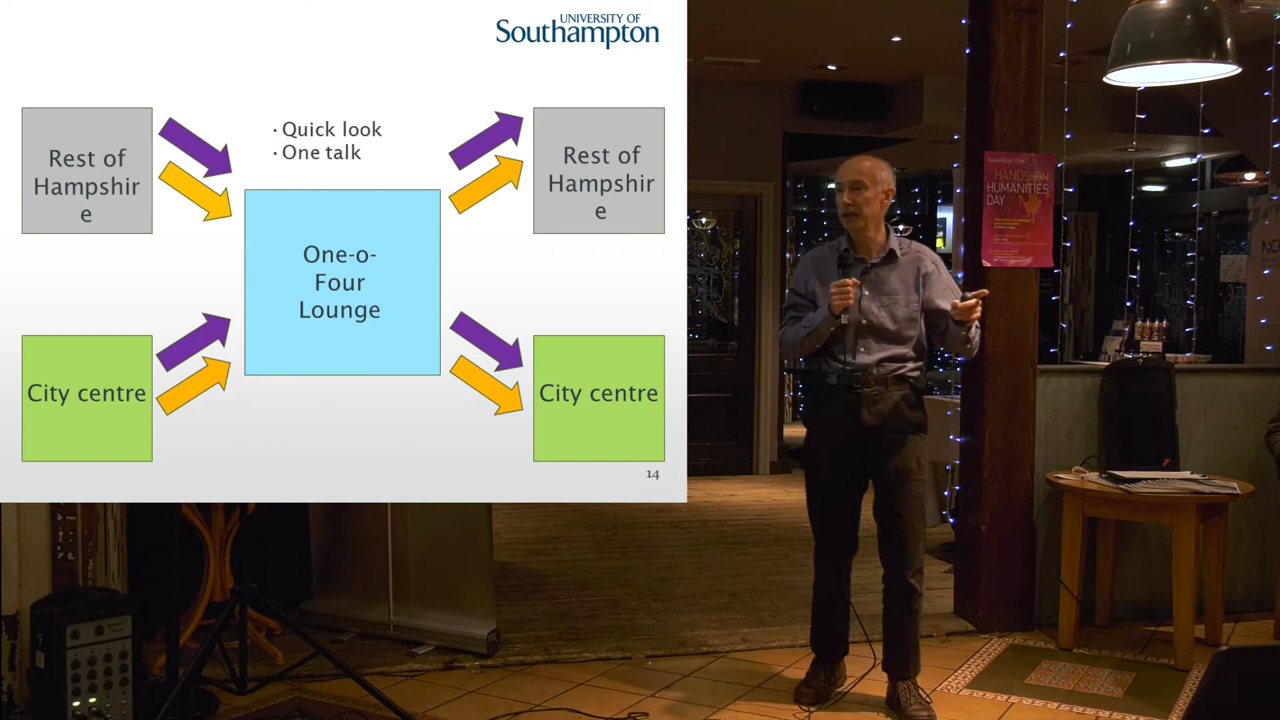 UNIVERSITY OF
Southampton
Rest of
Hampshir
e
· Quick look
· One talk
Rest of
Hampshir
e
One-o-
Four
Lounge
City centre
City centre
14
HANDS-ON
HUMANITIES
DAY